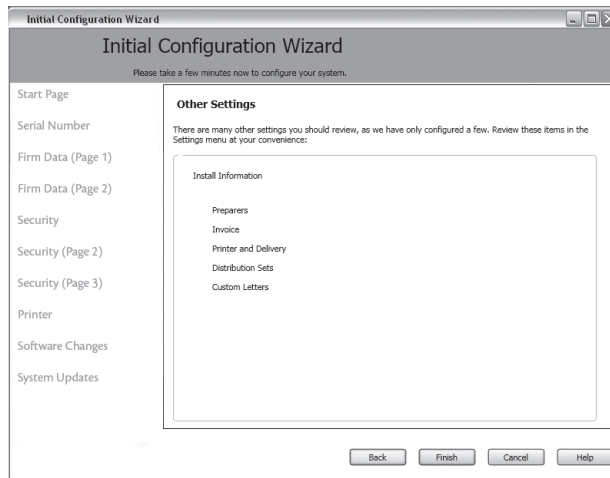 Initial Configuration Wizard
Initial Configuration Wizard
Please take a few minutes now to configure your system.
Start Page
Serial Number
Firm Data (Page 1)
Firm Data (Page 2)
Security
Security (Page 2)
Security (Page 3)
Printer
Software Changes
System Updates
Other Settings
There are many other settings you should review, as we have only configured a few. Review these items in the
Settings menu at your convenience:
Install Information
Preparers
Invoice
Printer and Delivery
Distribution Sets
Custom Letters
Back
Finish
Cancel
Help